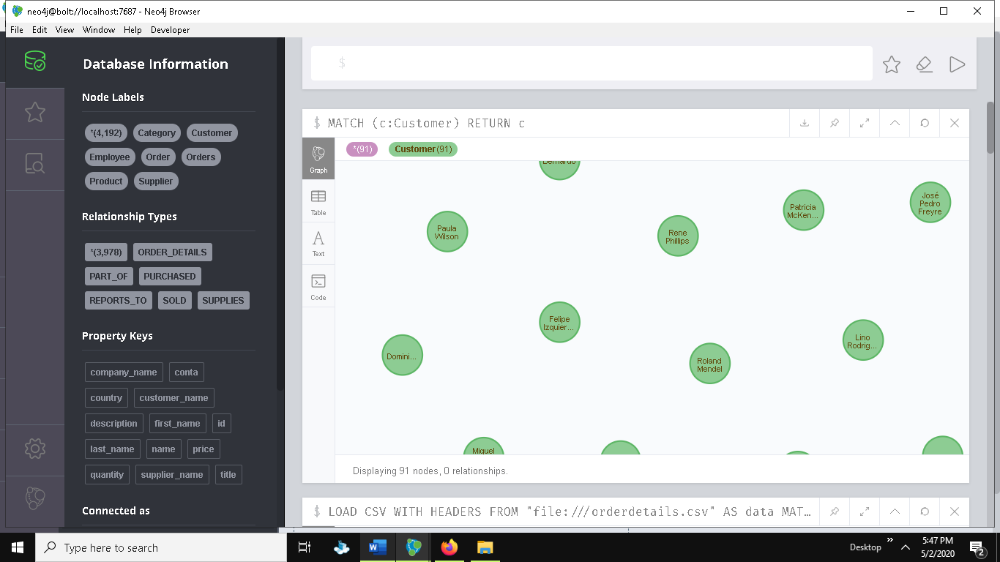 neo4j@bolt://localhost:7687 - Neo4j Browser
File Edit View Window Help Developer
Database Information
Node Labels
*(4,192) Category Customer
Employee Order Orders
Product Supplier
Relationship Types
*(3,978) ORDER_DETAILS
PART_OF PURCHASED
REPORTS_TO SOLD SUPPLIES
Property Keys
company_name conta
country customer_name
description first_name id
last_name name price
quantity supplier_name title
Connected as
$
$ MATCH (c:Customer) RETURN c
*(91) Customer(91)
Graph
Table
Text
Code
Bernardo
Paula
Wilson
Rene
Phillips
Patricia
McKen...
José
Pedro
Freyre
Felipe
Izquier...
Domini...
Roland
Mendel
Lino
Rodrig...
Miguel
Displaying 91 nodes, 0 relationships.
$ LOAD CSV WITH HEADERS FROM "file:///orderdetails.csv" AS data MAT…
Type here to search
W
Desktop
5:47 PM
5/2/2020
2